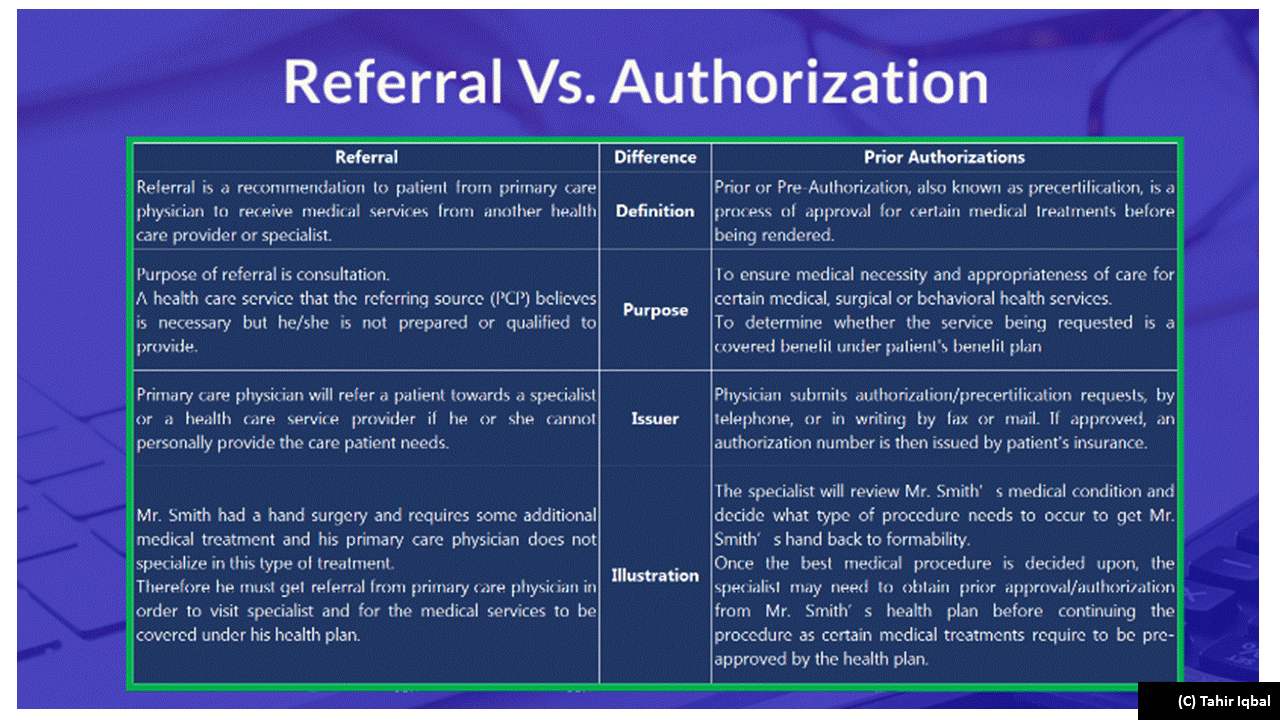 Referral Vs. Authorization
Referral
Difference
Prior Authorizations
Referral is a recommendation to patient from primary care
physician to receive medical services from another health
care provider or specialist.
Definition
Prior or Pre-Authorization, also known as precertification, is a
process of approval for certain medical treatments before
being rendered.
Purpose of referral is consultation.
A health care service that the referring source (PCP) believes
is necessary but he/she is not prepared or qualified to
provide.
Purpose
To ensure medical necessity and appropriateness of care for
certain medical, surgical or behavioral health services.
To determine whether the service being requested is a
covered benefit under patient's benefit plan
Primary care physician will refer a patient towards a specialist
or a health care service provider if he or she cannot
personally provide the care patient needs.
Issuer
Physician submits authorization/precertification requests, by
telephone, or in writing by fax or mail. If approved, an
authorization number is then issued by patient's insurance.
Mr. Smith had a hand surgery and requires some additional
medical treatment and his primary care physician does not
specialize in this type of treatment.
Therefore he must get referral from primary care physician in
order to visit specialist and for the medical services to be
covered under his health plan.
Illustration
The specialist will review Mr. Smith’ s medical condition and
decide what type of procedure needs to occur to get Mr.
Smith’ s hand back to formability.
Once the best medical procedure is decided upon, the
specialist may need to obtain prior approval/authorization
from Mr. Smith’ s health plan before continuing the
procedure as certain medical treatments require to be pre-
approved by the health plan.
(C) Tahir Iqbal